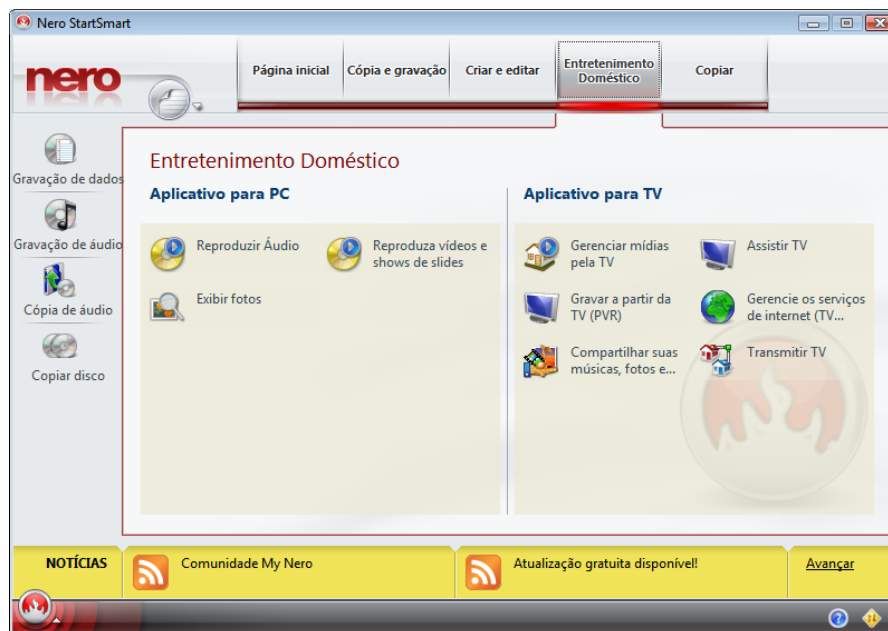 Nero StartSmart
nero
Página inicial
Cópia e gravação
Criar e editar
Entretenimento
Doméstico
Copiar
Gravação de dados
Gravação de áudio
Cópia de áudio
Copiar disco
Entretenimento Doméstico
Aplicativo para PC
Reproduzir Áudio
Reproduza vídeos e
shows de slides
Exibir fotos
Aplicativo para TV
Gerenciar mídias
pela TV
Assistir TV
Gravar a partir da
TV (PVR)
Gerencie os serviços
de internet (TV...
Compartilhar suas
músicas, fotos e...
Transmitir TV
NOTÍCIAS
Comunidade My Nero
Atualização gratuita disponível!
Avançar